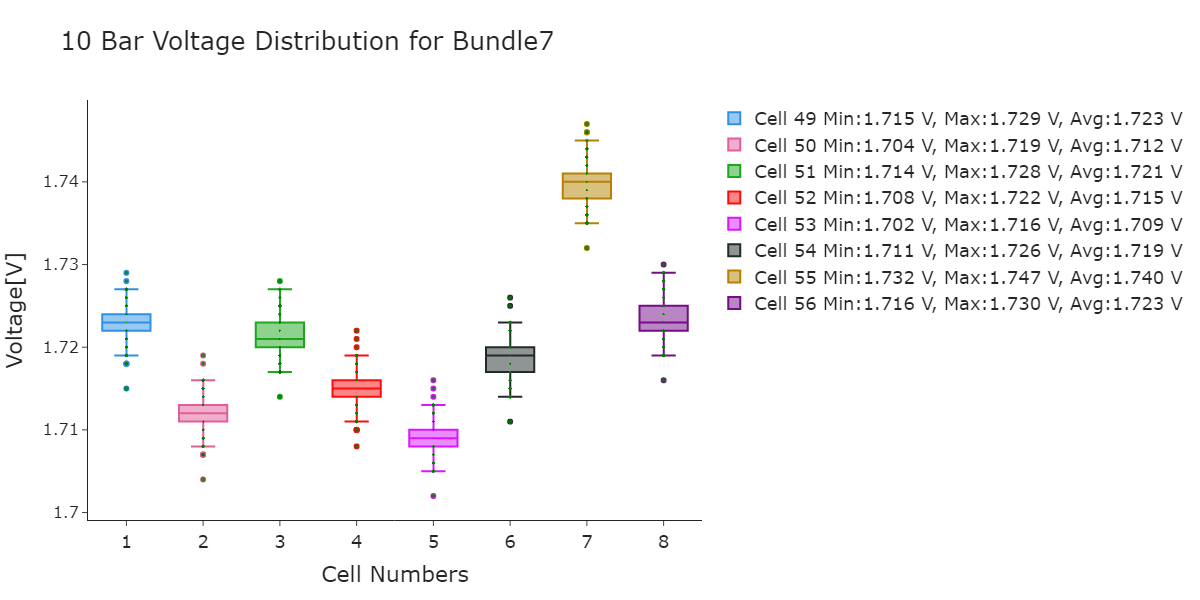 10 Bar Voltage Distribution for Bundle7
Cell 49 Min:1.715 V, Max:1.729 V, Avg:1.723 V
Cell 50 Min:1.704 V, Max:1.719 V, Avg:1.712 V
Cell 51 Min:1.714 V, Max:1.728 V, Avg:1.721 V
Cell 52 Min:1.708 V, Max:1.722 V, Avg:1.715 V
Cell 53 Min:1.702 V, Max:1.716 V, Avg:1.709 V
Cell 54 Min:1.711 V, Max:1.726 V, Avg:1.719 V
Cell 55 Min:1.732 V, Max:1.747 V, Avg:1.740 V
Cell 56 Min:1.716 V, Max:1.730 V, Avg:1.723 V
Voltage[V]
1.74
1.73
1.72
1.71
1.7
1 2 3 4 5 6 7 8
Cell Numbers